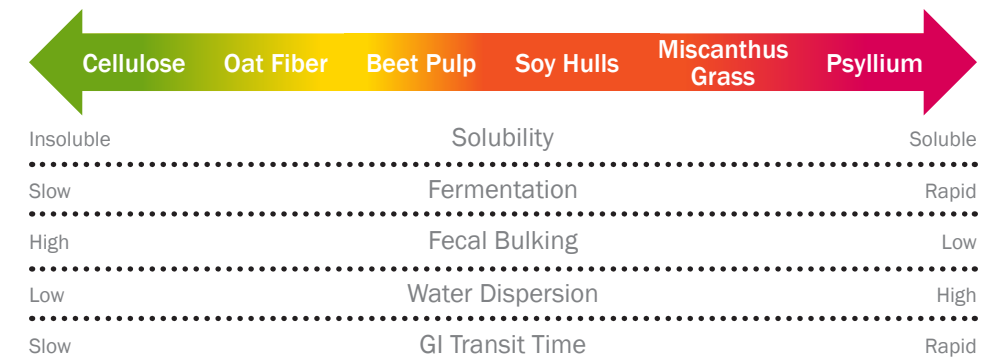 Cellulose Oat Fiber Beet Pulp Soy Hulls Miscanthus Grass Psyllium
Insoluble Solubility Soluble
Slow Fermentation Rapid
High Fecal Bulking Low
Low Water Dispersion High
Slow GI Transit Time Rapid